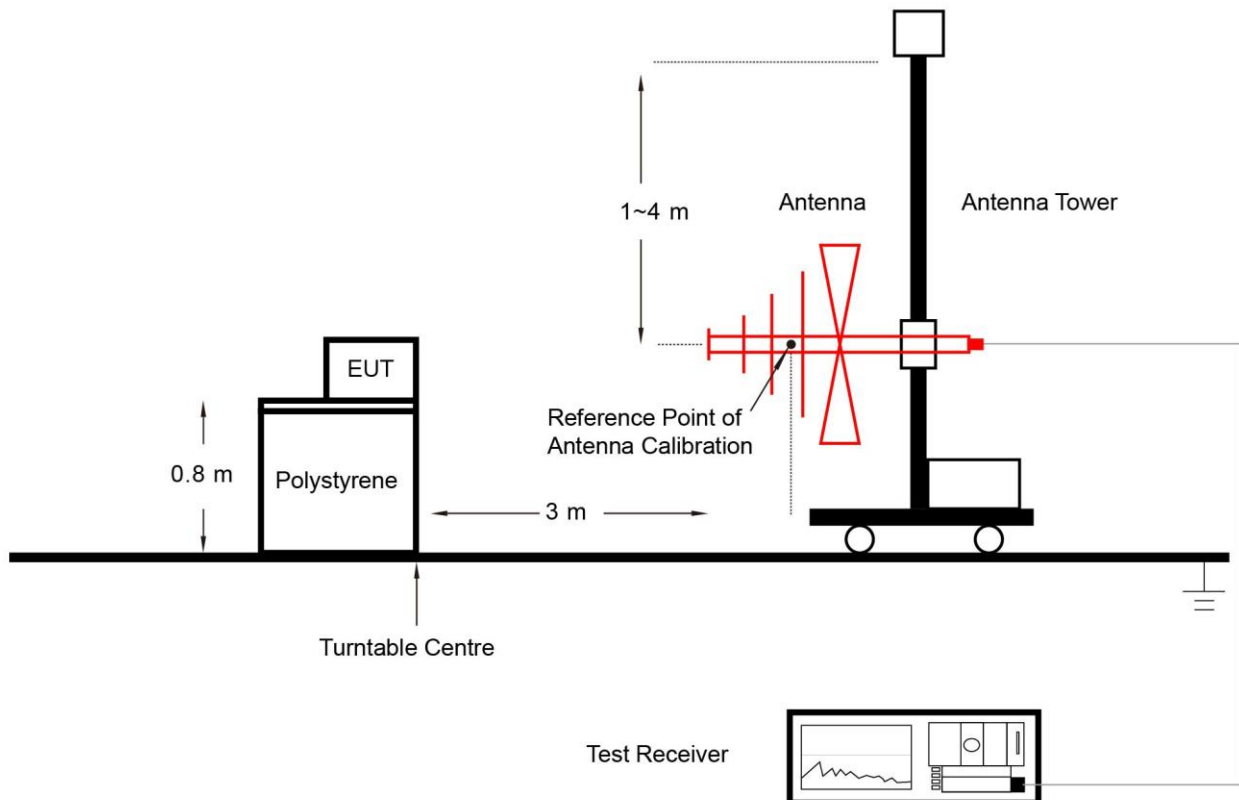 1~4 m
Antenna
Antenna Tower
EUT
Reference Point of
Antenna Calibration
0.8 m
Polystyrene
3 m
Turntable Centre
Test Receiver